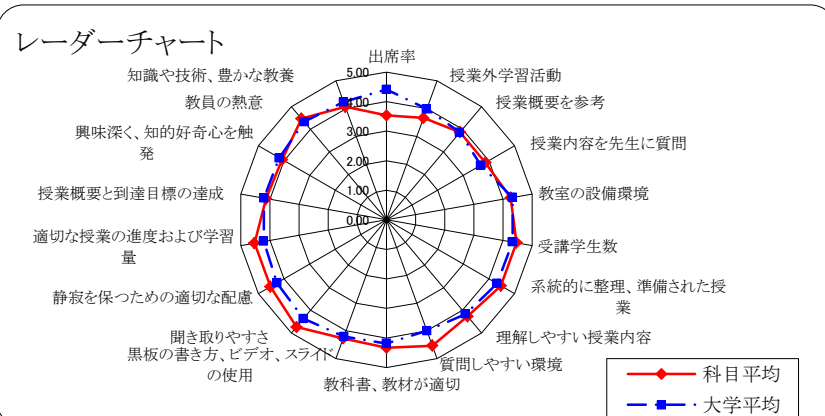 レーダーチャート
出席率
授業外学習活動
授業概要を参考
授業内容を先生に質問
教室の設備環境
受講学生数
系統的に整理、準備された授
業
理解しやすい授業内容
質問しやすい環境
教科書、教材が適切
黒板の書き方、ビデオ、スライド
の使用
聞き取りやすさ
静寂を保つための適切な配慮
適切な授業の進度および学習
量
授業概要と到達目標の達成
興味深く、知的好奇心を触
発
教員の熱意
知識や技術、豊かな教養
5.00
4.00
3.00
2.00
1.00
0.00
科目平均
大学平均